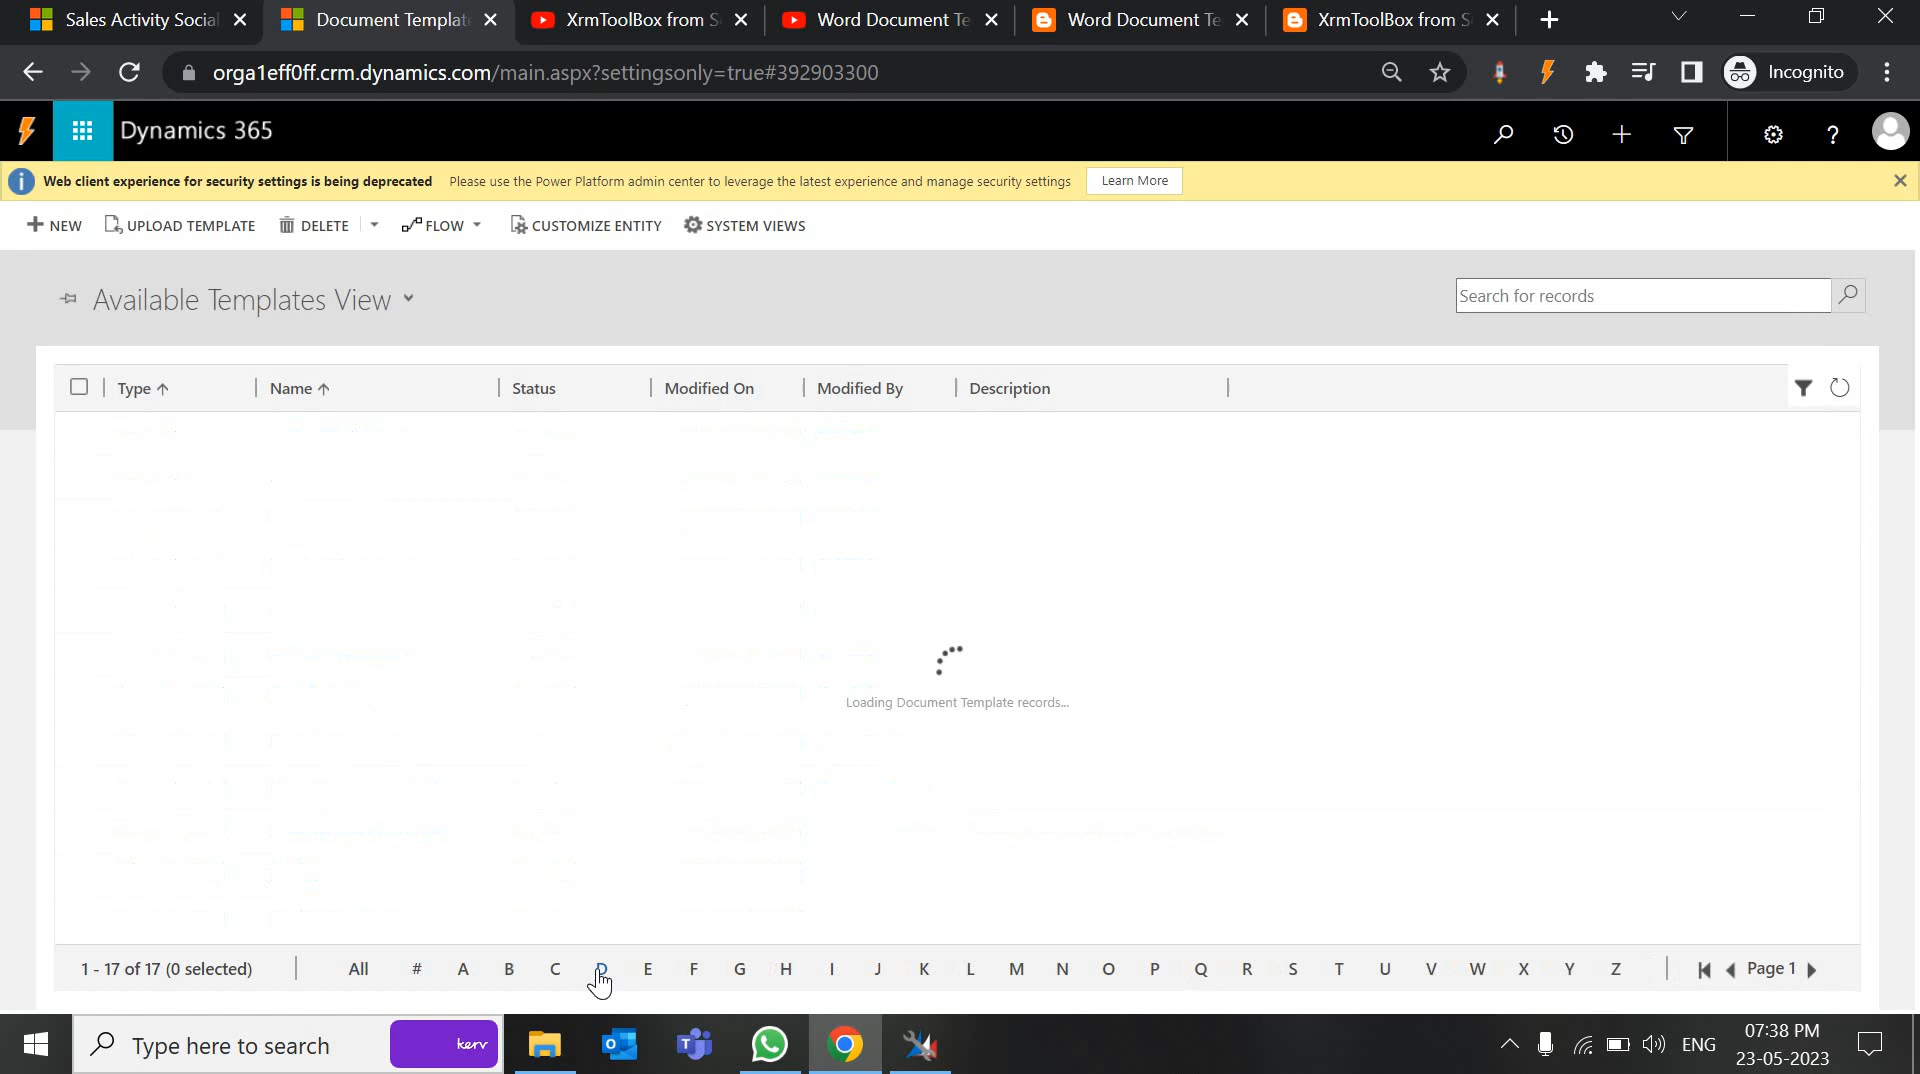 Sales Activity Social
Document Templat
XrmToolBox from S
Word Document Te
Word Document Te
XrmToolBox from S
orga1eff0ff.crm.dynamics.com/main.aspx?settingsonly=true#392903300
Incognito
Dynamics 365
Web client experience for security settings is being deprecated Please use the Power Platform admin center to leverage the latest experience and manage security settings Learn More
NEW UPLOAD TEMPLATE DELETE FLOW CUSTOMIZE ENTITY SYSTEM VIEWS
Available Templates View
Search for records
Type Name Status Modified On Modified By Description
Loading Document Template records...
1 - 17 of 17 (0 selected) All # A B C D E F G H I J K L M N O P Q R S T U V W X Y Z Page 1
Type here to search
kerv
ENG
07:38 PM
23-05-2023